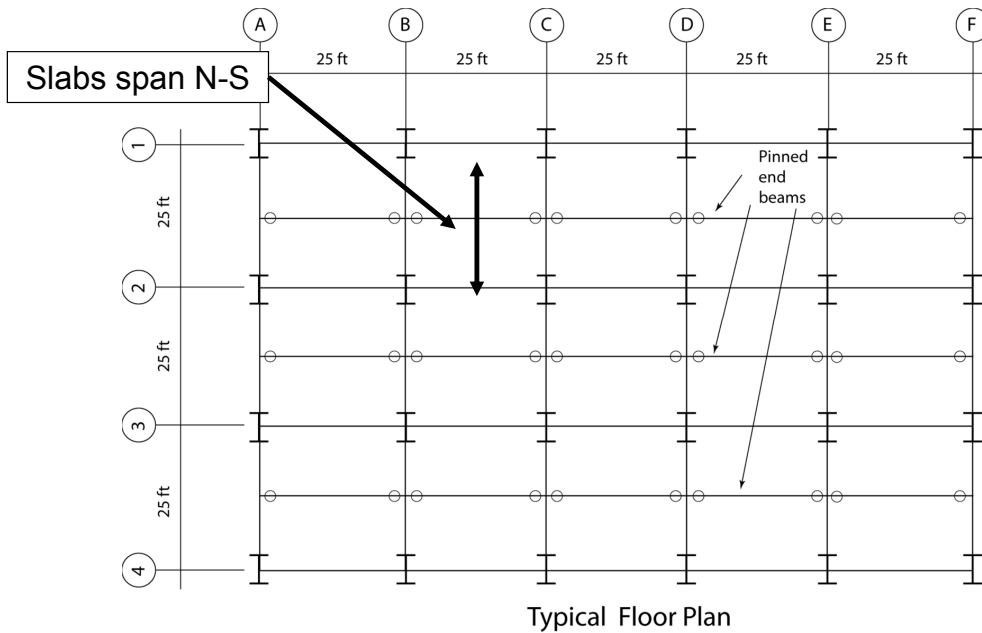 A B C D E F
25 ft 25 ft 25 ft 25 ft 25 ft
Slabs span N-S
1
Pinned
end
beams
25 ft
2
25 ft
3
25 ft
4
Typical Floor Plan